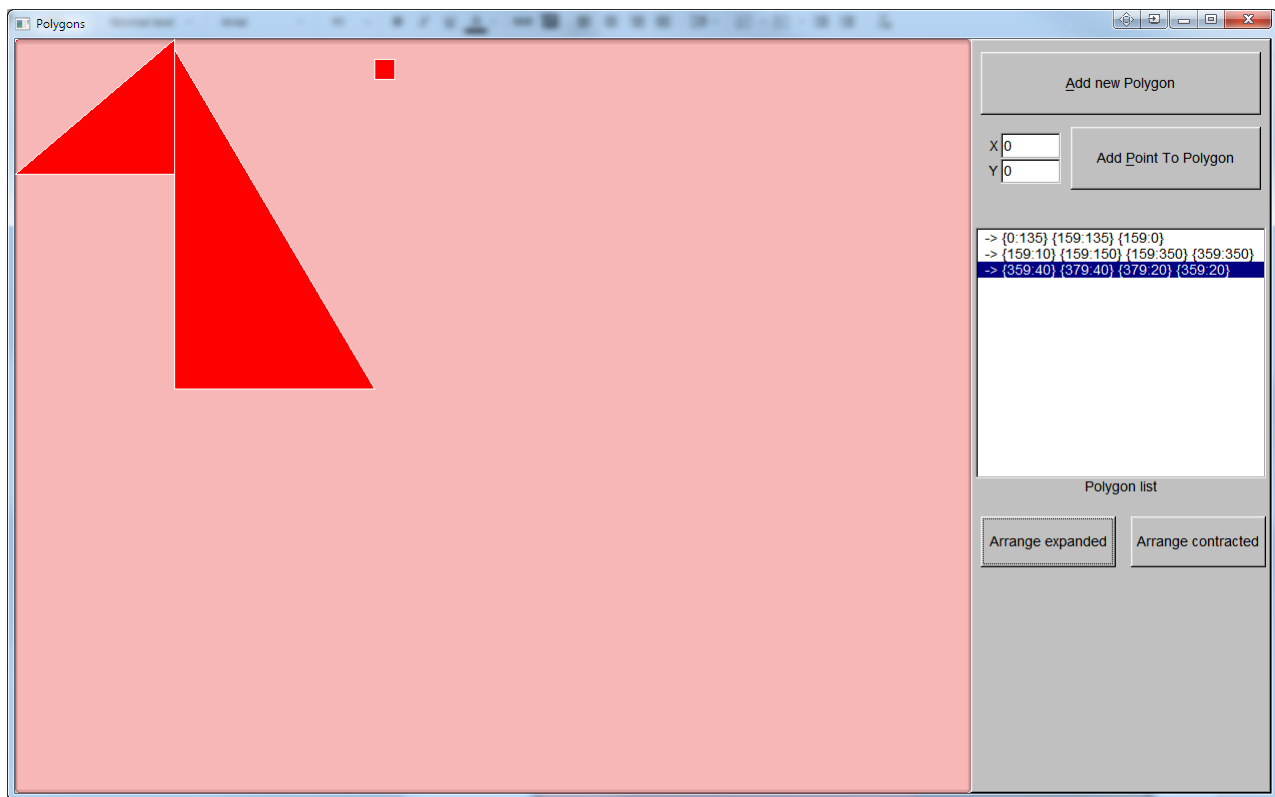 Polygons
Add new Polygon
X 0
Y 0
Add Point To Polygon
-> {0:135} {159:135} {159:0}
-> {159:10} {159:150} {159:350} {359:350}
-> {359:40} {379:40} {379:20} {359:20}
Polygon list
Arrange expanded
Arrange contracted